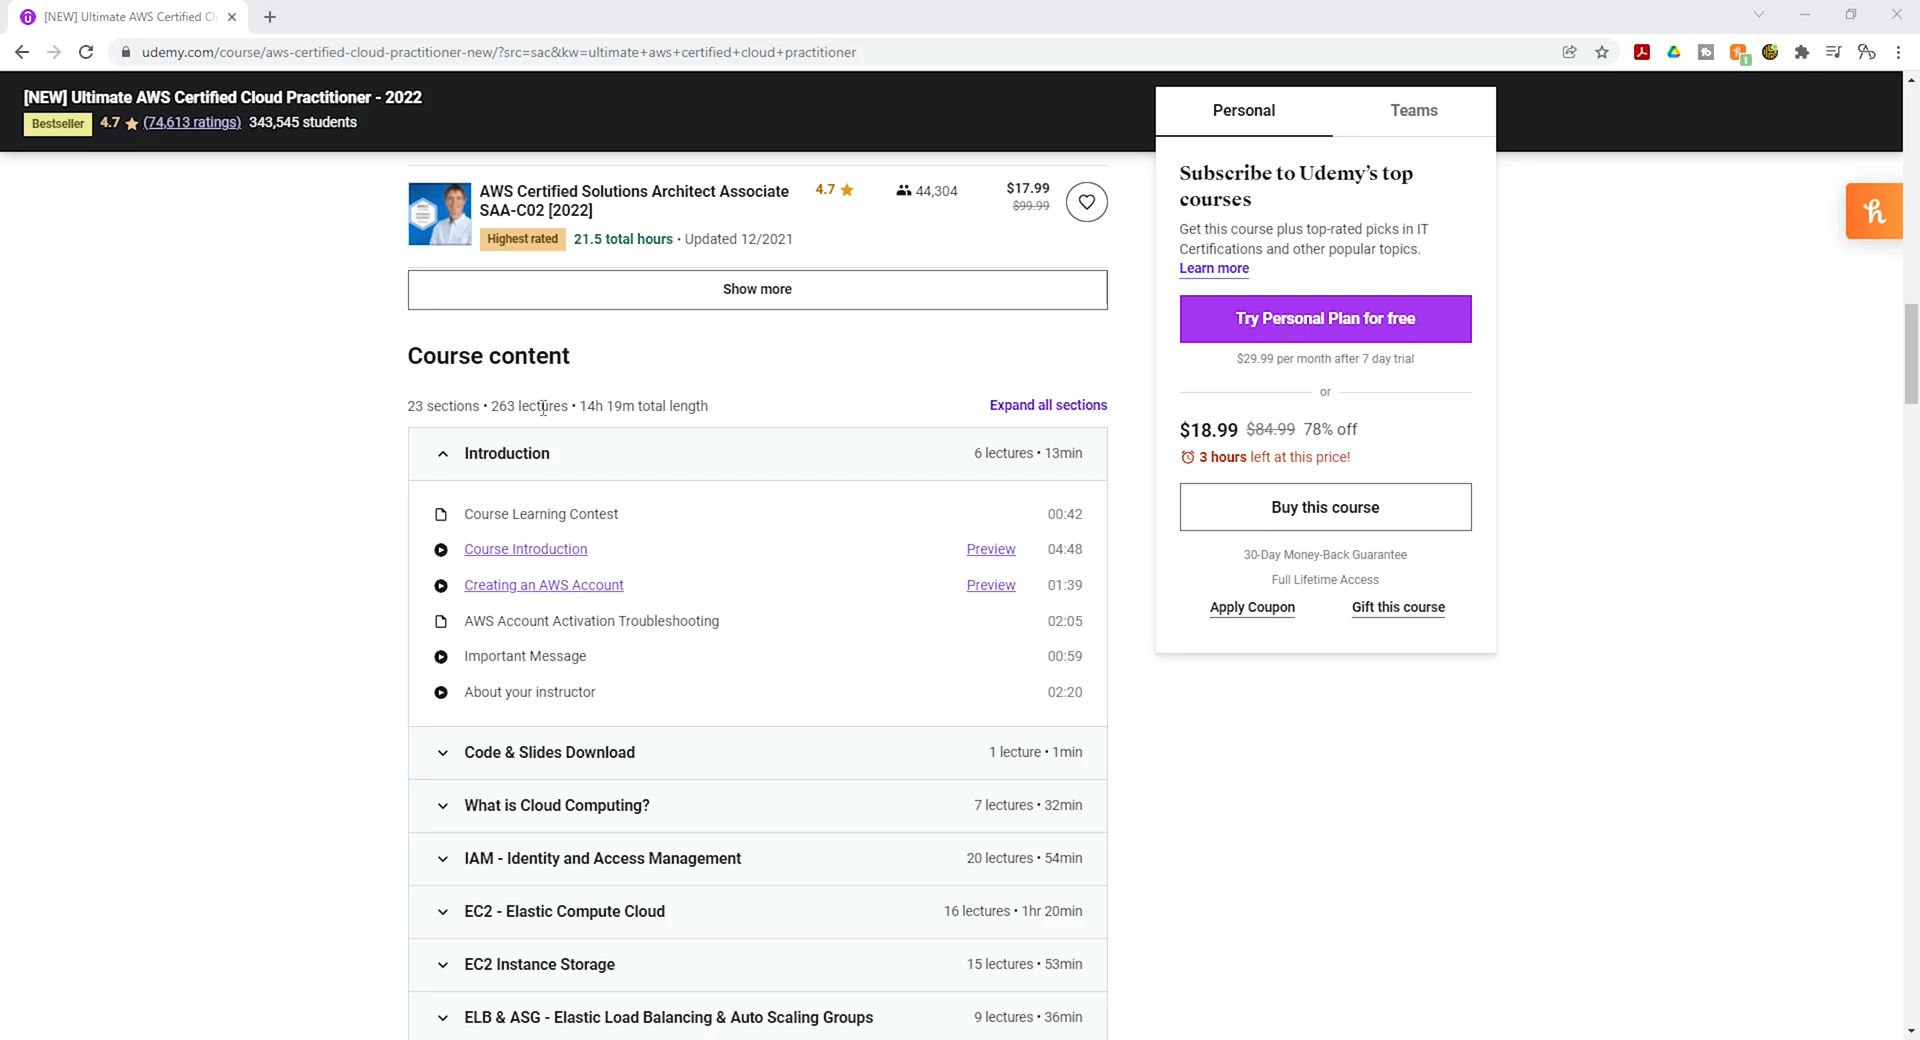 [NEW] Ultimate AWS Certified Cl
udemy.com/course/aws-certified-cloud-practitioner-new/?src=sac&kw=ultimate+aws+certified+cloud+practitioner
[NEW] Ultimate AWS Certified Cloud Practitioner - 2022
Bestseller 4.7 (74,613 ratings) 343,545 students
Personal Teams
AWS Certified Solutions Architect Associate
SAA-C02 [2022]
4.7 44,304 $17.99
$99.99
Highest rated 21.5 total hours • Updated 12/2021
Show more
Course content
23 sections • 263 lectures • 14h 19m total length Expand all sections
Introduction 6 lectures • 13min
Course Learning Contest 00:42
Course Introduction Preview 04:48
Creating an AWS Account Preview 01:39
AWS Account Activation Troubleshooting 02:05
Important Message 00:59
About your instructor 02:20
Code & Slides Download 1 lecture • 1min
What is Cloud Computing? 7 lectures • 32min
IAM - Identity and Access Management 20 lectures • 54min
EC2 - Elastic Compute Cloud 16 lectures • 1hr 20min
EC2 Instance Storage 15 lectures • 53min
ELB & ASG - Elastic Load Balancing & Auto Scaling Groups 9 lectures • 36min
Subscribe to Udemy's top
courses
Get this course plus top-rated picks in IT
Certifications and other popular topics.
Learn more
Try Personal Plan for free
$29.99 per month after 7 day trial
or
$18.99 $84.99 78% off
3 hours left at this price!
Buy this course
30-Day Money-Back Guarantee
Full Lifetime Access
Apply Coupon Gift this course